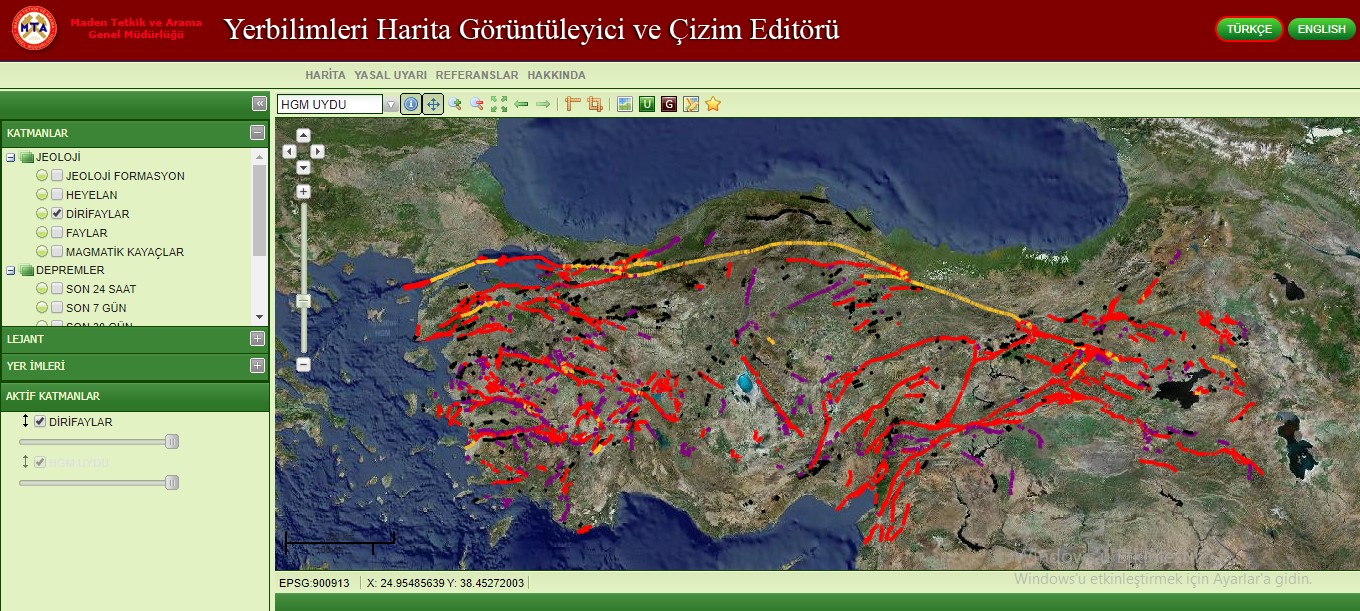 MTA
Maden Tetkik ve Arama
Genel Müdürlüğü
Yerbilimleri Harita Görüntüleyici ve Çizim Editörü
TÜRKÇE
ENGLISH
HARİTA YASAL UYARI REFERANSLAR HAKKINDA
HGM UYDU
KATMANLAR
JEOLOJİ
JEOLOJİ FORMASYON
HEYELAN
DİRİFAYLAR
FAYLAR
MAGMATİK KAYAÇLAR
DEPREMLER
SON 24 SAAT
SON 7 GÜN
SON 30 GÜN
LEJANT
YER İMLERİ
AKTİF KATMANLAR
DİRİFAYLAR
HGM UYDU
U
G
EPSG:900913
X: 24.95485639 Y: 38.45272003
Windows'u etkinleştirmek için Ayarlar'a gidin.